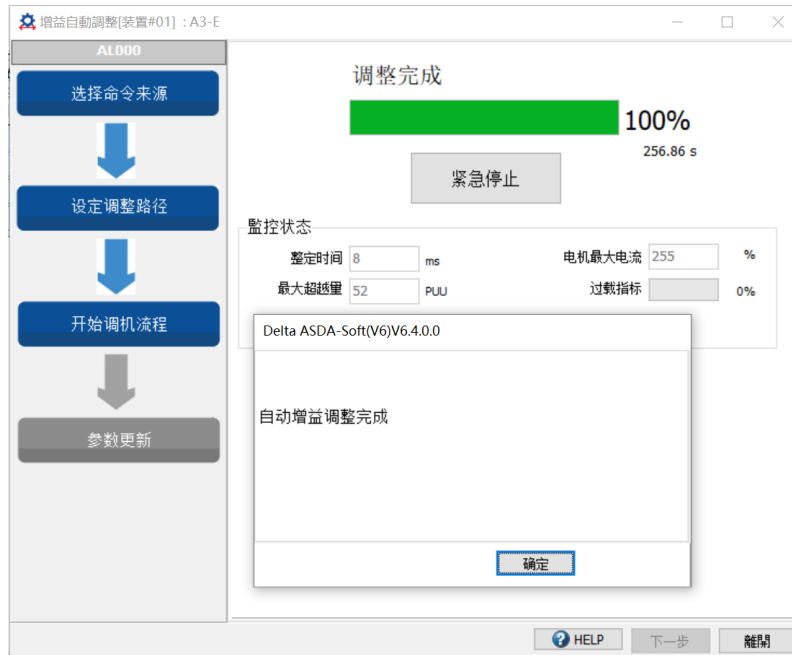 增益自動調整[装置#01] : A3-E
AL000
选择命令来源
设定调整路径
开始调机流程
参数更新
调整完成
100%
256.86 s
紧急停止
監控状态
整定时间 8 ms
电机最大电流 255 %
最大超越量 52 PUU
过载指标 0%
Delta ASDA-Soft(V6)V6.4.0.0
自动增益调整完成
确定
HELP
下一步
離開